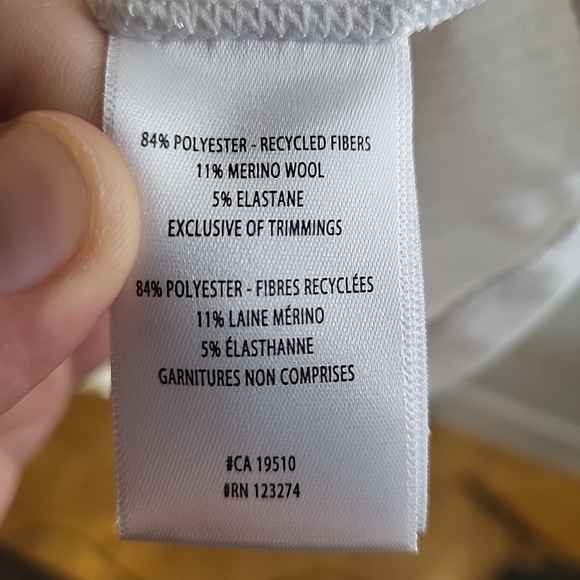 84% POLYESTER - RECYCLED FIBERS
11% MERINO WOOL
5% ELASTANE
EXCLUSIVE OF TRIMMINGS
84% POLYESTER - FIBRES RECYCLÉES
11% LAINE MÉRINO
5% ÉLASTHANNE
GARNITURES NON COMPRISES
#CA 19510
#RN 123274